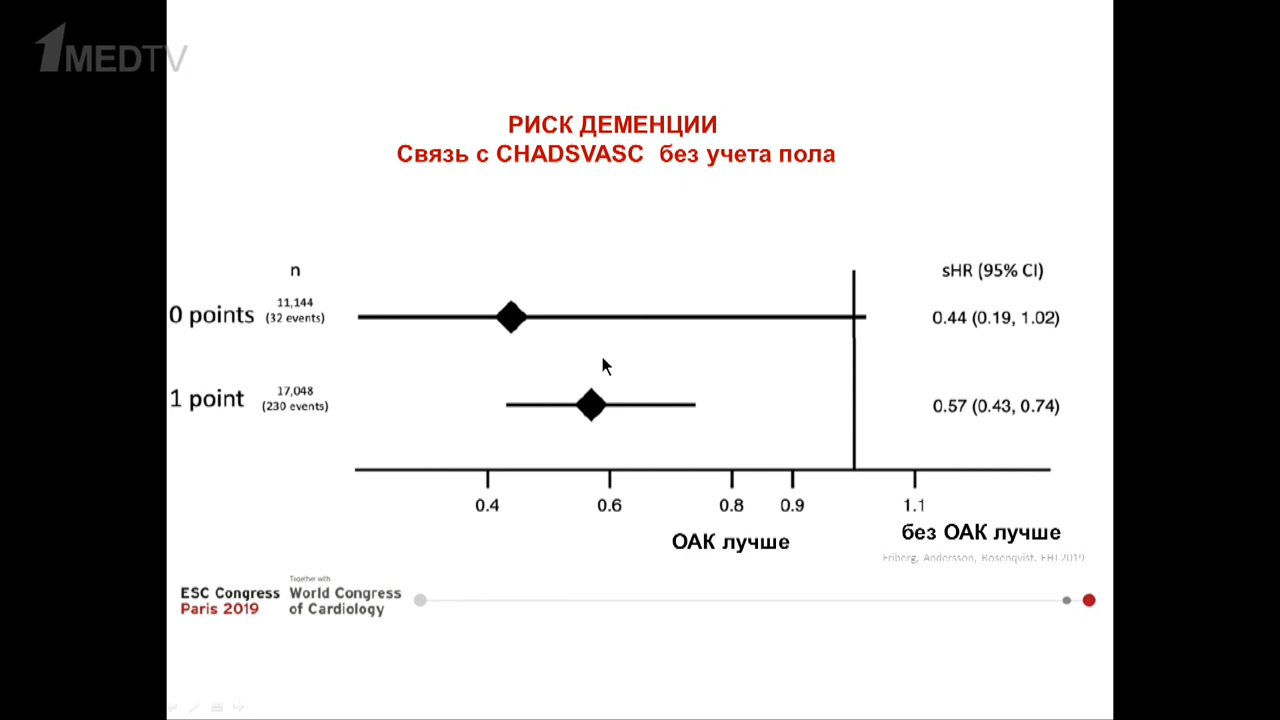 1MEDTV
РИСК ДЕМЕНЦИИ
Связь с CHADSVASC без учета пола
n
sHR (95% CI)
0 points
11,144
(32 events)
0.44 (0.19, 1.02)
1 point
17,048
(230 events)
0.57 (0.43, 0.74)
0.4 0.6 0.8 0.9 1.1
ОАК лучше
без ОАК лучше
Friberg, Andersson, Rosenqvist. EHJ 2019
ESC Congress
Paris 2019
Together with
World Congress
of Cardiology